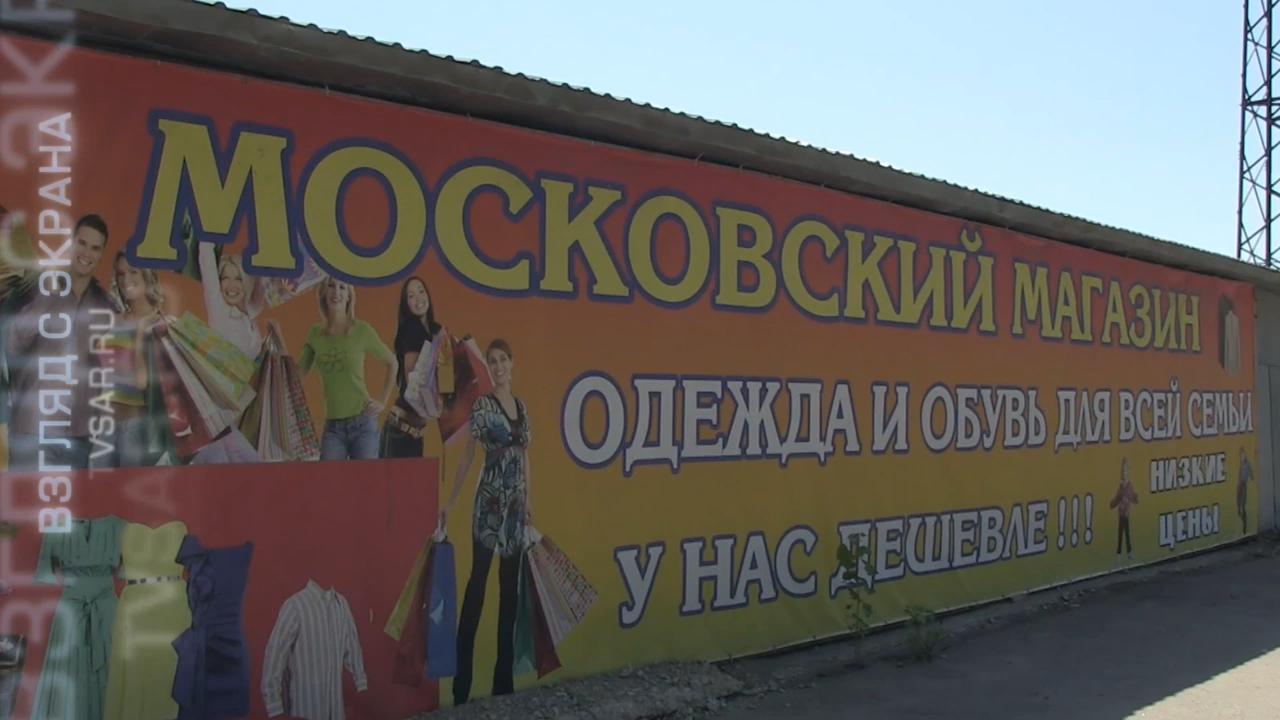 МОСКОВСКИЙ МАГАЗИН
ОДЕЖДА И ОБУВЬ ДЛЯ ВСЕЙ СЕМЬИ
У НАС ДЕШЕВЛЕ !!!
НИЗКИЕ
ЦЕНЫ
ВЗГЛЯД С ЭКРАНА
TVSAR.RU